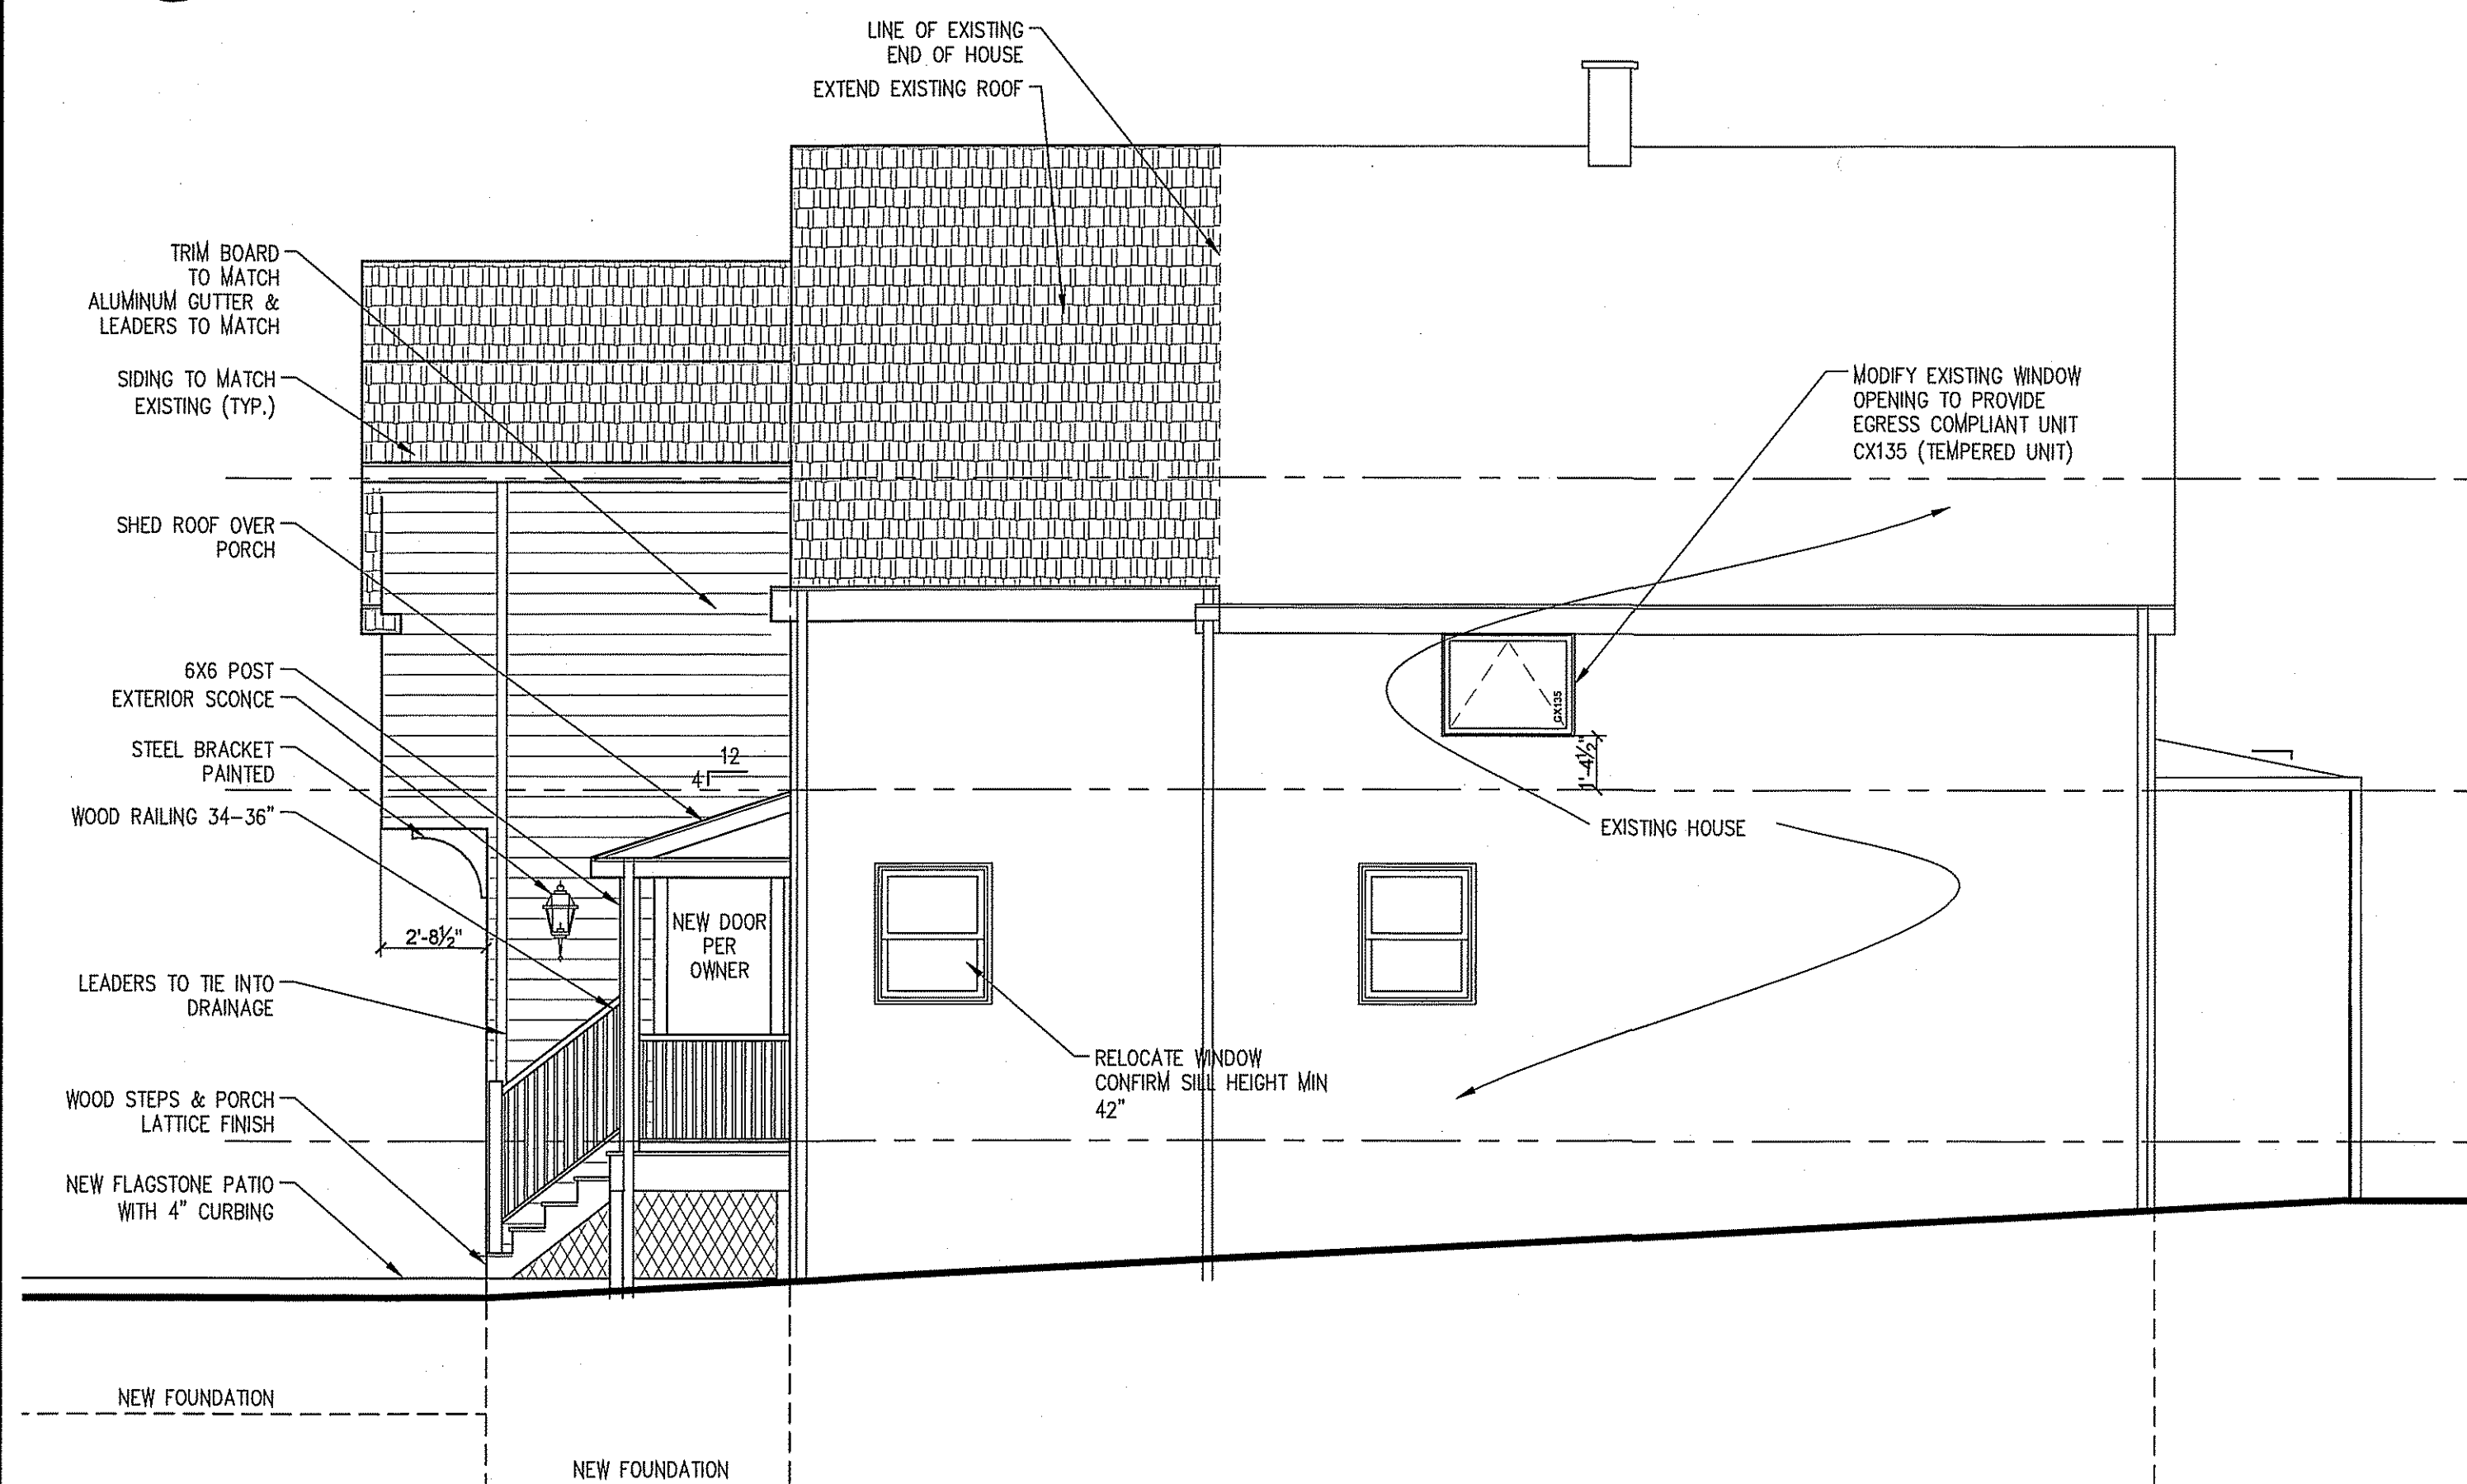 LINE OF EXISTING
END OF HOUSE
EXTEND EXISTING ROOF
TRIM BOARD
TO MATCH
ALUMINUM GUTTER &
LEADERS TO MATCH
SIDING TO MATCH
EXISTING (TYP.)
SHED ROOF OVER
PORCH
6X6 POST
EXTERIOR SCONCE
STEEL BRACKET
PAINTED
WOOD RAILING 34-36"
LEADERS TO TIE INTO
DRAINAGE
WOOD STEPS & PORCH
LATTICE FINISH
NEW FLAGSTONE PATIO
WITH 4" CURBING
NEW FOUNDATION
NEW FOUNDATION
2'-8½"
12
4
NEW DOOR
PER
OWNER
RELOCATE WINDOW
CONFIRM SILL HEIGHT MIN
42"
MODIFY EXISTING WINDOW
OPENING TO PROVIDE
EGRESS COMPLIANT UNIT
CX135 (TEMPERED UNIT)
CX135
1'-4½"
EXISTING HOUSE